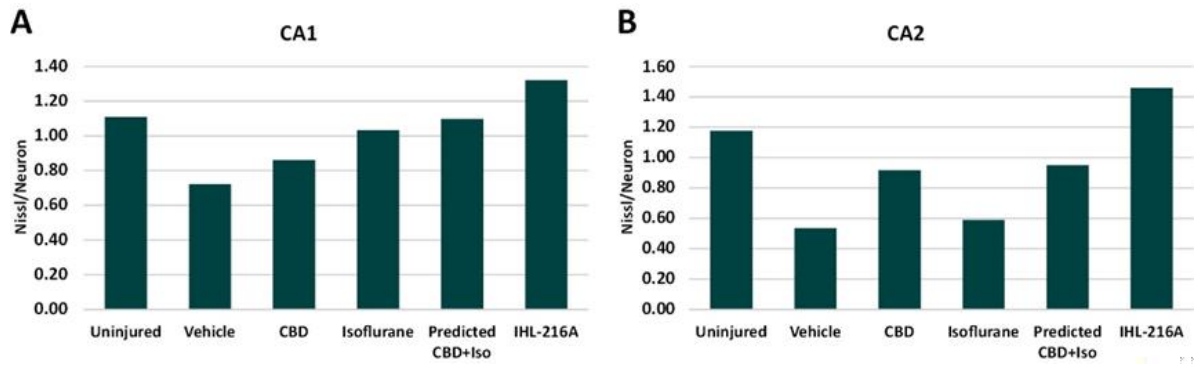 A
CA1
Nissl/Neuron
1.40
1.20
1.00
0.80
0.60
0.40
0.20
0.00
Uninjured Vehicle CBD Isoflurane Predicted IHL-216A
CBD+Iso
B
CA2
Nissl/Neuron
1.60
1.40
1.20
1.00
0.80
0.60
0.40
0.20
0.00
Uninjured Vehicle CBD Isoflurane Predicted IHL-216A
CBD+Iso